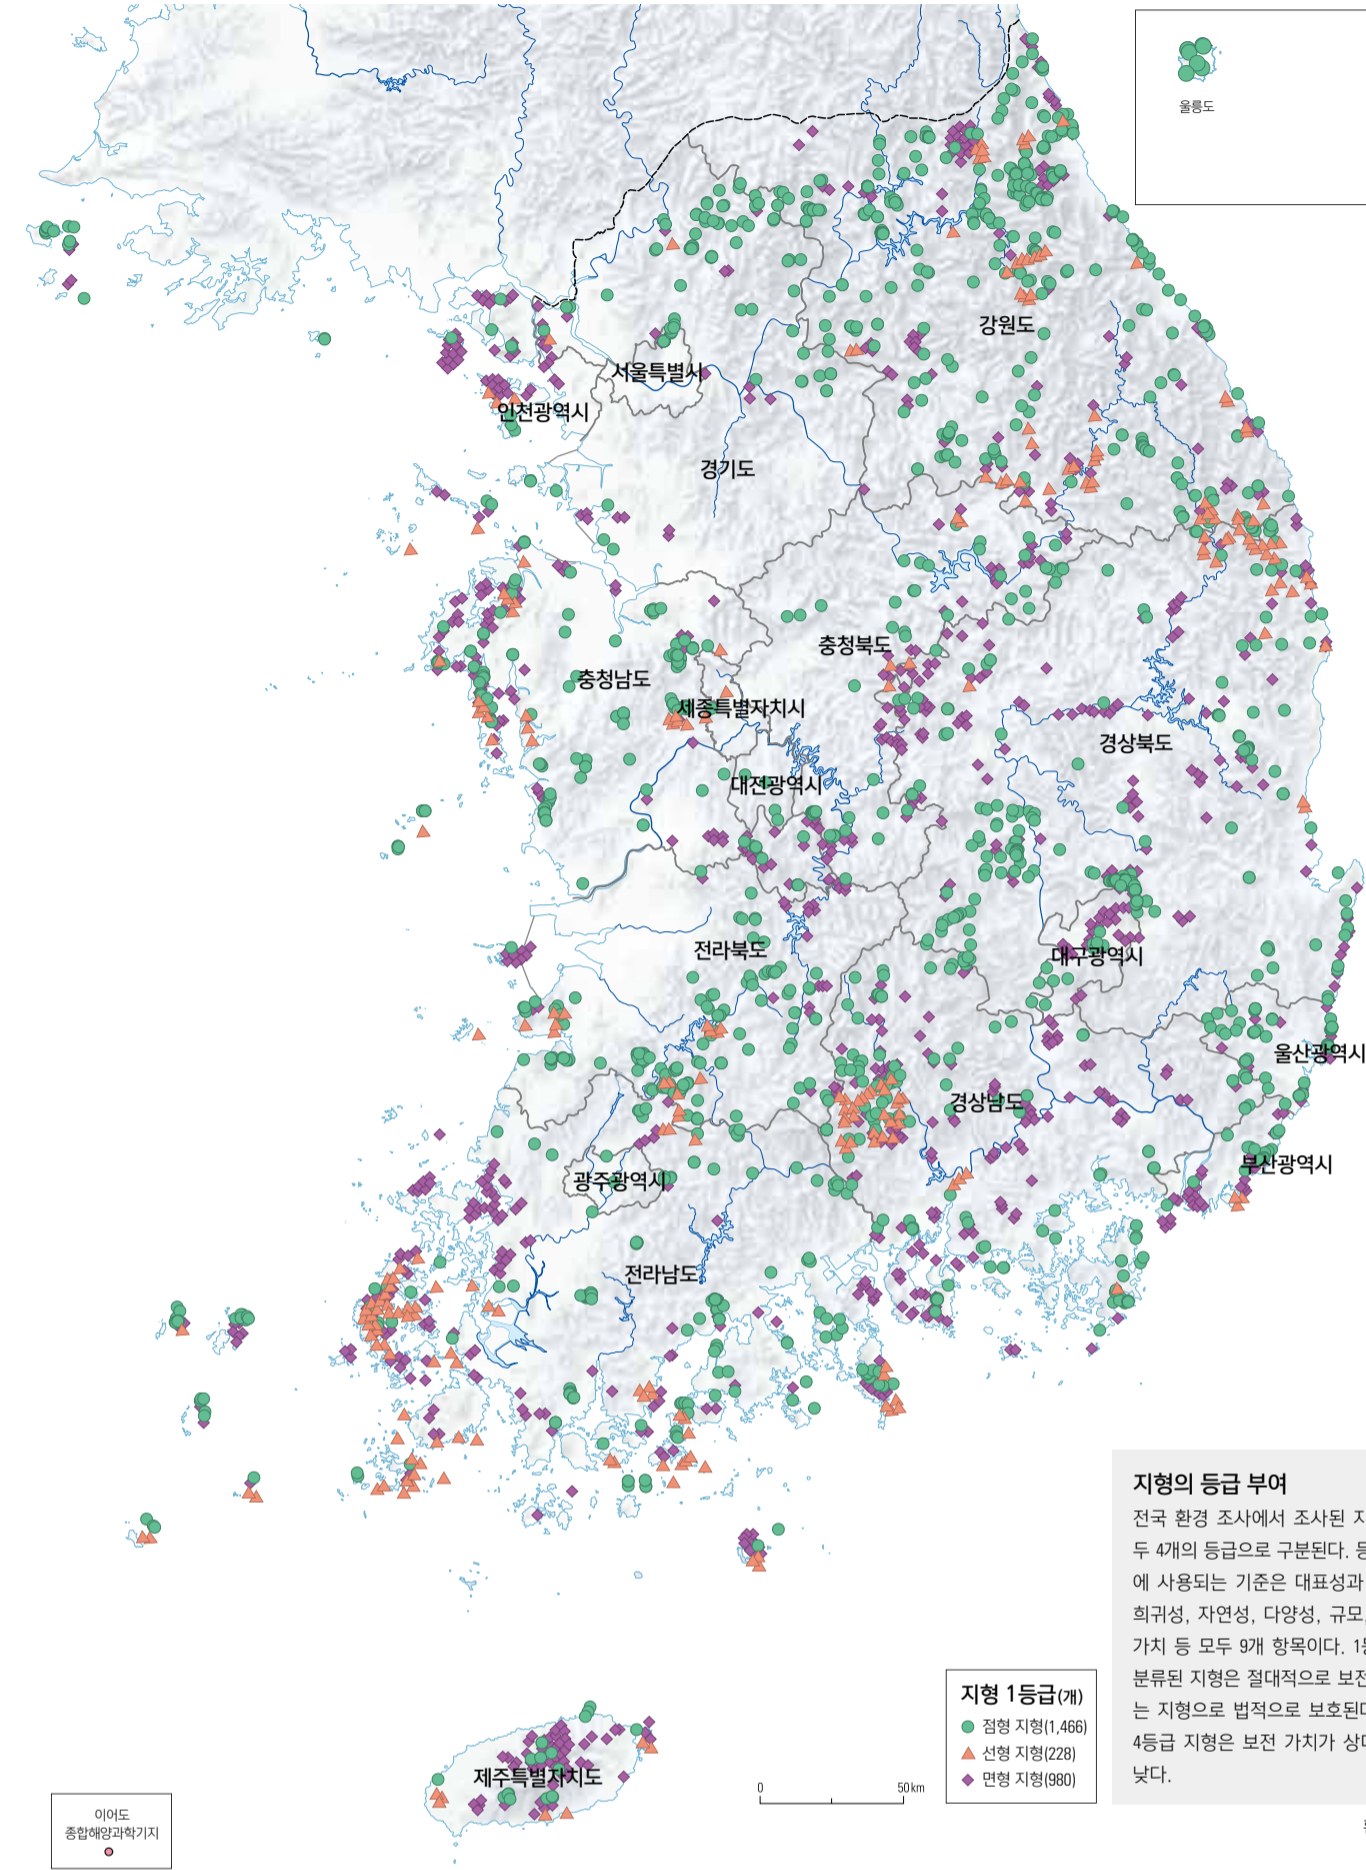 울릉도
강원도
서울특별시
인천광역시
경기도
충청북도
충청남도
세종특별자치시
경상북도
대전광역시
전라북도
대구광역시
울산광역시
경상남도
부산광역시
광주광역시
전라남도
제주특별자치도
이어도
종합해양과학기지
0
50km
지형 1등급(개)
점형 지형(1,466)
선형 지형(228)
면형 지형(980)
지형의 등급 부여
전국 환경 조사에서 조사된 지
두 4개의 등급으로 구분된다. 등
에 사용되는 기준은 대표성과
희귀성, 자연성, 다양성, 규모,
가치 등 모두 9개 항목이다. 1등
분류된 지형은 절대적으로 보전
는 지형으로 법적으로 보호된다
4등급 지형은 보전 가치가 상대
낮다.